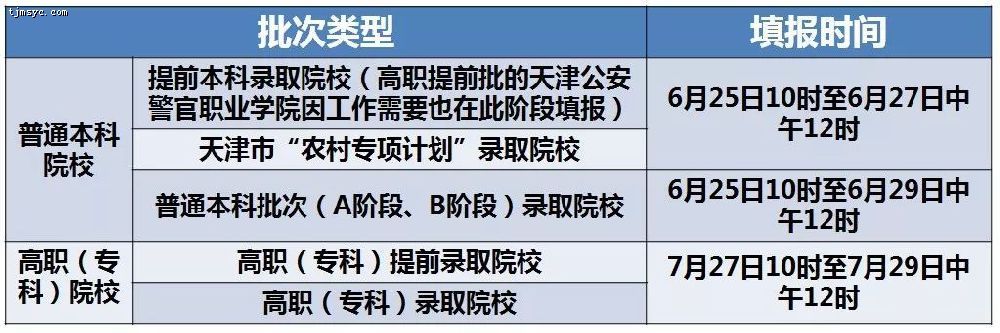 tjmsyc.com
批次类型
填报时间
普通本科
院校
提前本科录取院校（高职提前批的天津公安
警官职业学院因工作需要也在此阶段填报）
6月25日10时至6月27日中
午12时
天津市“农村专项计划”录取院校
普通本科批次（A阶段、B阶段）录取院校
6月25日10时至6月29日中
午12时
高职（专
科）院校
高职（专科）提前录取院校
7月27日10时至7月29日中
午12时
高职（专科）录取院校